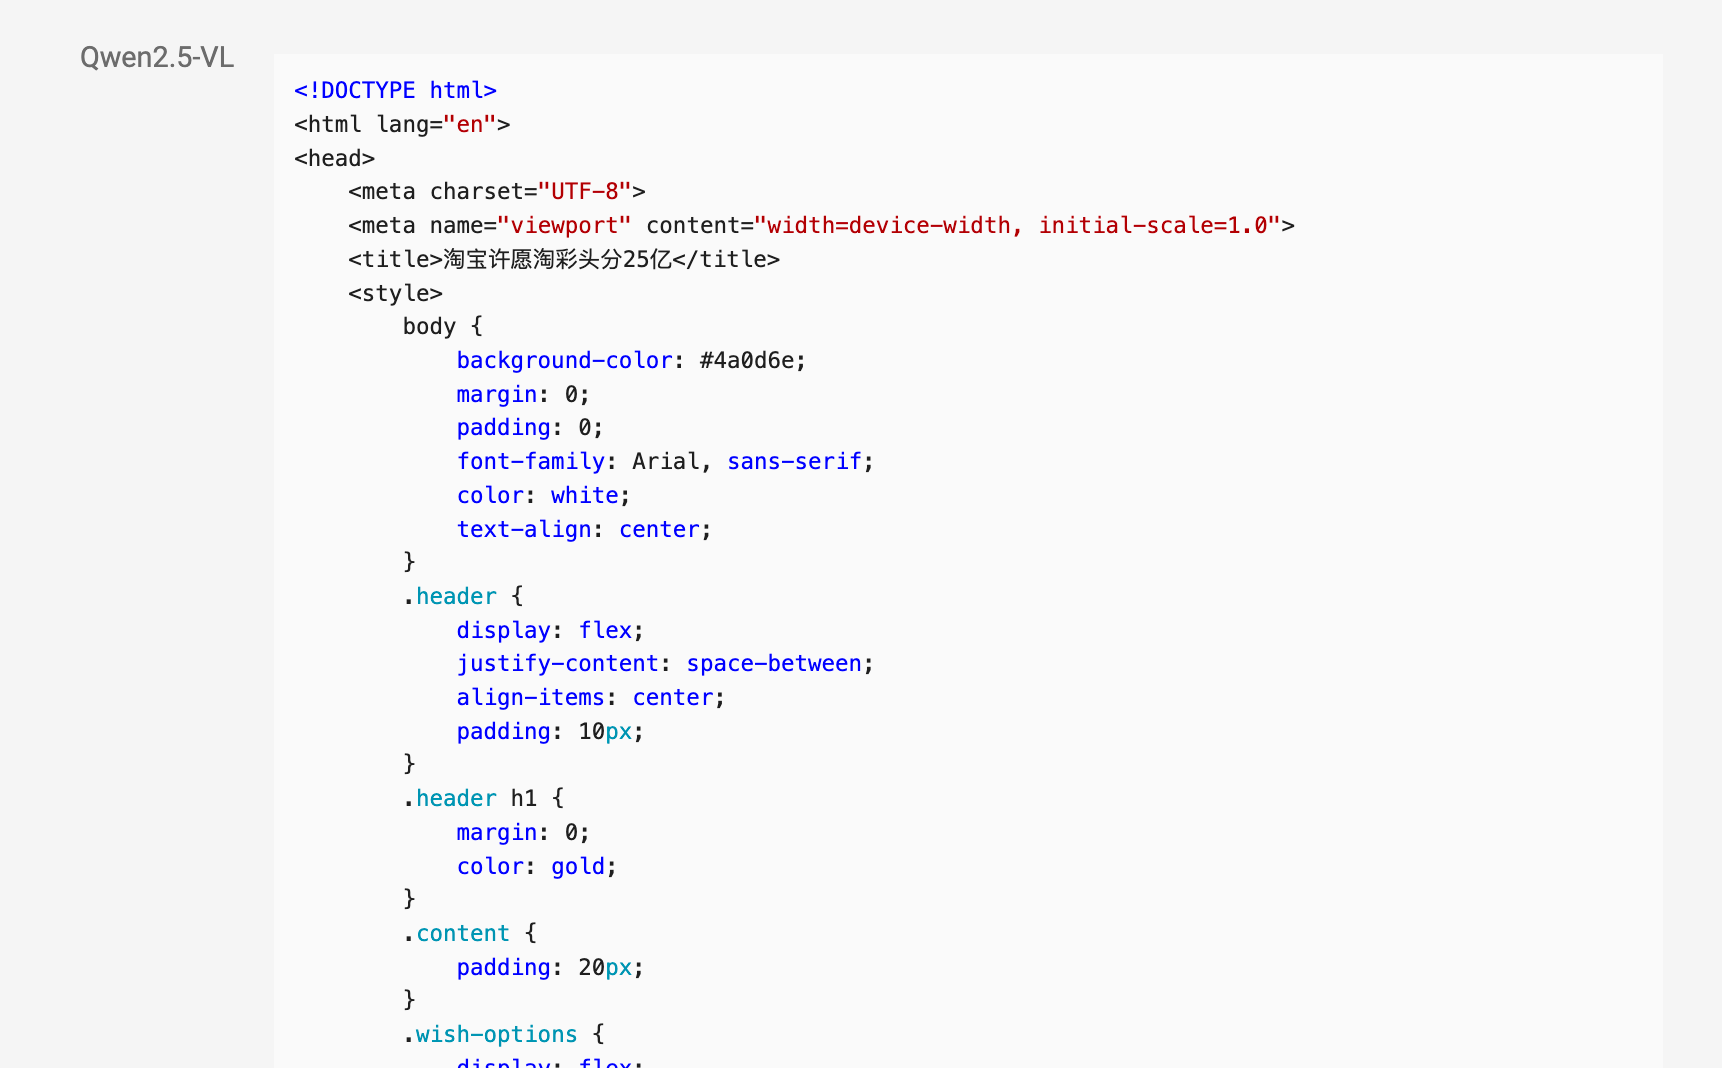 Qwen2.5-VL
<!DOCTYPE html>
<html lang="en">
<head>
    <meta charset="UTF-8">
    <meta name="viewport" content="width=device-width, initial-scale=1.0">
    <title>淘宝许愿淘彩头分25亿</title>
    <style>
        body {
            background-color: #4a0d6e;
            margin: 0;
            padding: 0;
            font-family: Arial, sans-serif;
            color: white;
            text-align: center;
        }
        .header {
            display: flex;
            justify-content: space-between;
            align-items: center;
            padding: 10px;
        }
        .header h1 {
            margin: 0;
            color: gold;
        }
        .content {
            padding: 20px;
        }
        .wish-options {
            display: flex;